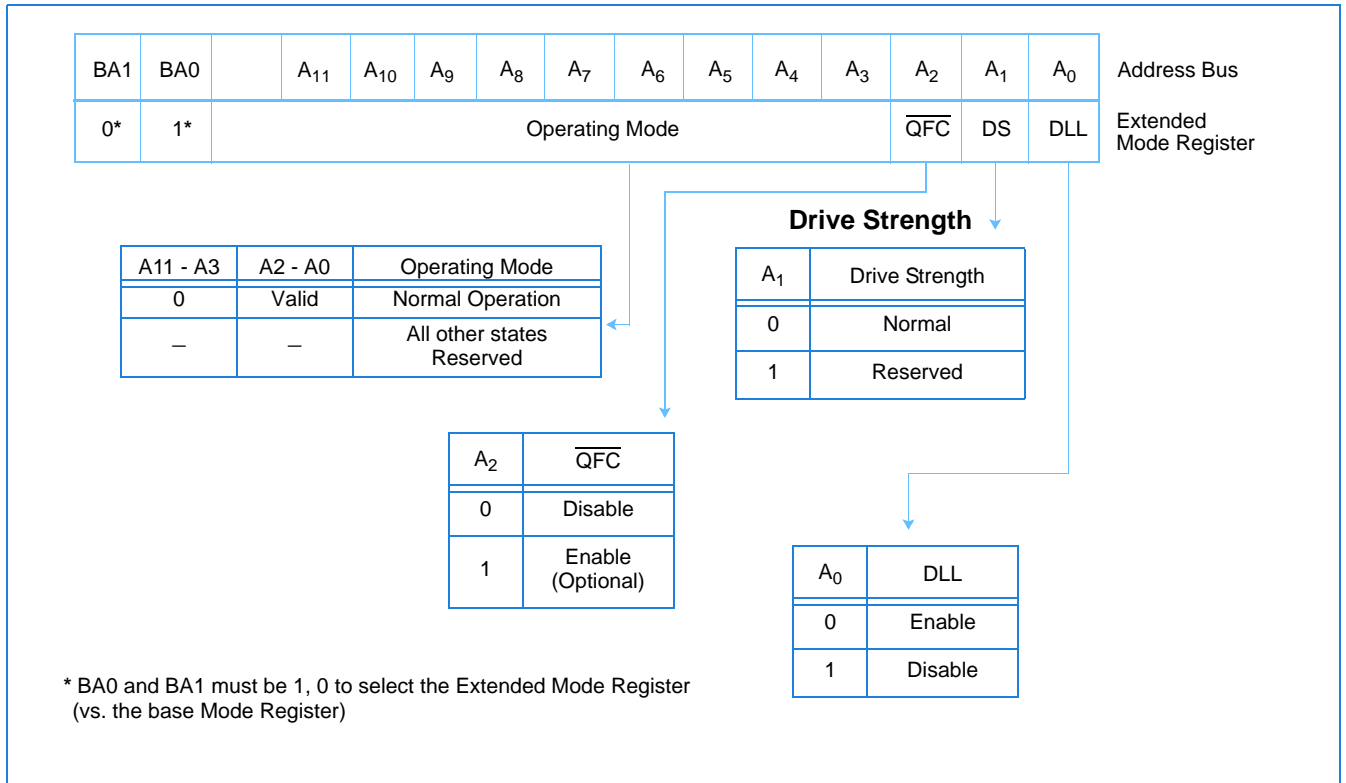 BA1 BA0 A11 A10 A9 A8 A7 A6 A5 A4 A3 A2 A1 A0 Address Bus
0* 1* Operating Mode Q̅F̅C̅ DS DLL Extended
Mode Register
Drive Strength
A11 - A3 A2 - A0 Operating Mode
0 Valid Normal Operation
– – All other states
Reserved
A1 Drive Strength
0 Normal
1 Reserved
A2 Q̅F̅C̅
0 Disable
1 Enable
(Optional)
A0 DLL
0 Enable
1 Disable
* BA0 and BA1 must be 1, 0 to select the Extended Mode Register
(vs. the base Mode Register)